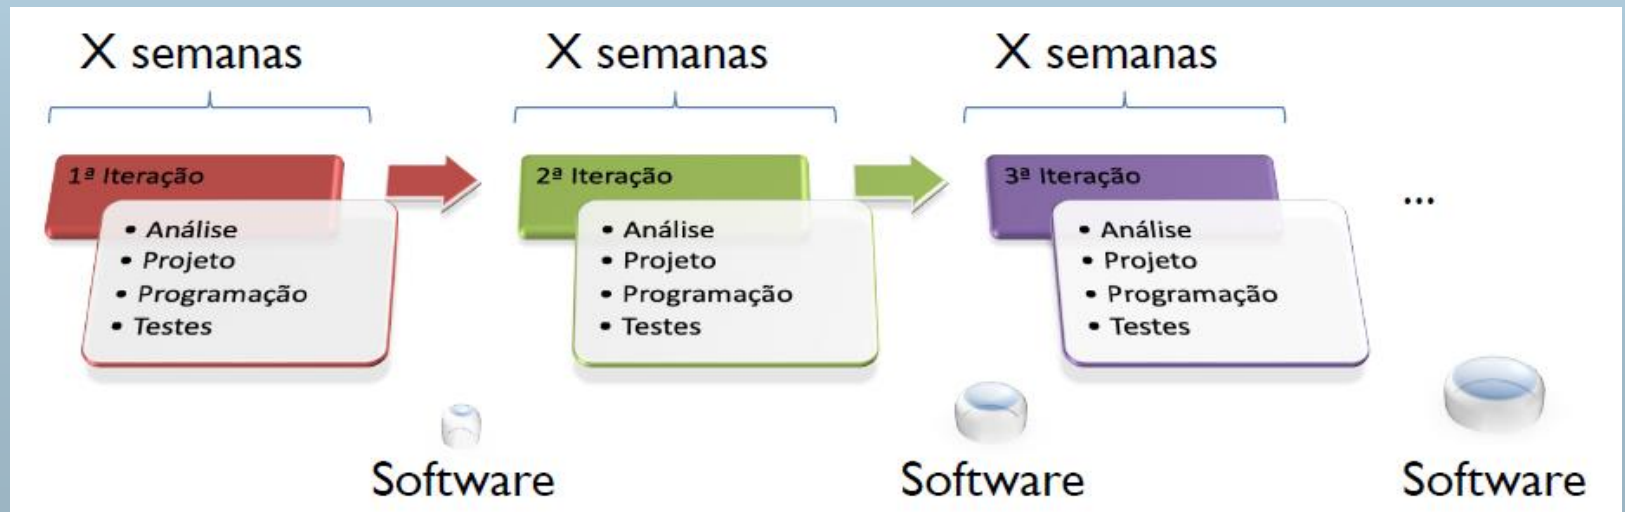 X semanas
X semanas
X semanas
1ª Iteração
• Análise
• Projeto
• Programação
• Testes
2ª Iteração
• Análise
• Projeto
• Programação
• Testes
3ª Iteração
• Análise
• Projeto
• Programação
• Testes
...
Software
Software
Software